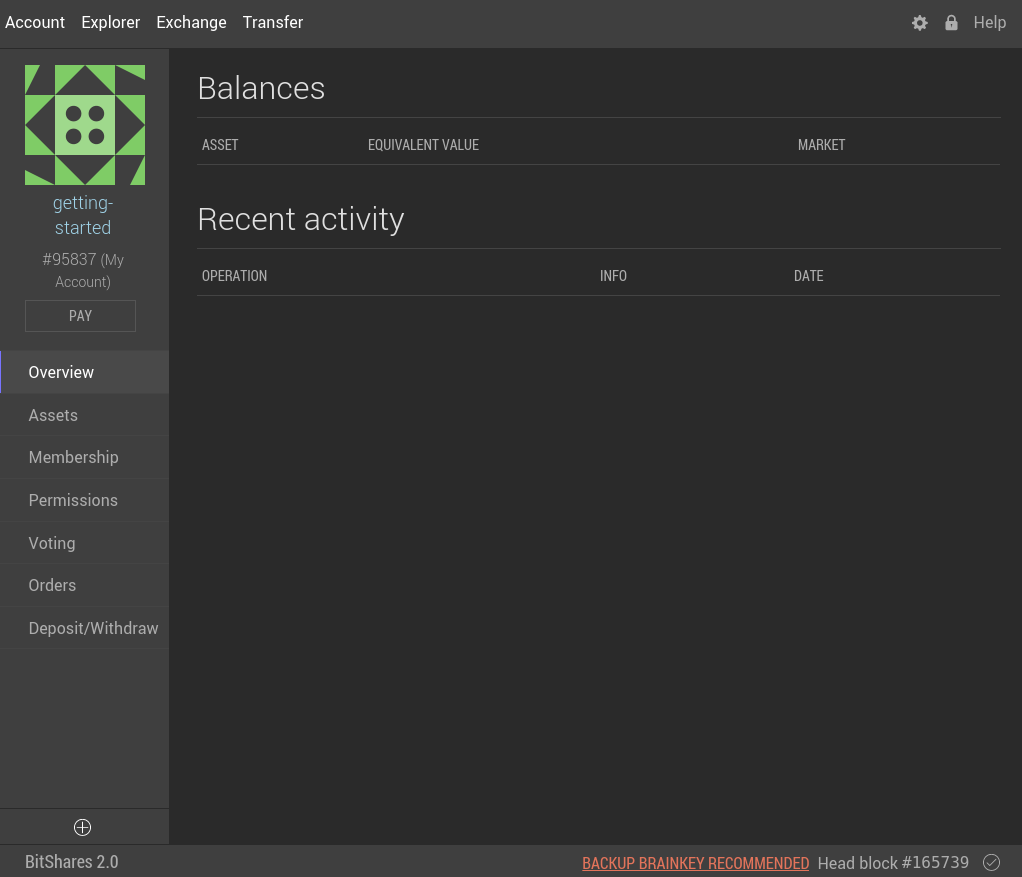 Account Explorer Exchange Transfer Help
getting-
started
#95837 (My
Account)
PAY
Overview
Assets
Membership
Permissions
Voting
Orders
Deposit/Withdraw
Balances
ASSET EQUIVALENT VALUE MARKET
Recent activity
OPERATION INFO DATE
BitShares 2.0 BACKUP BRAINKEY RECOMMENDED Head block #165739